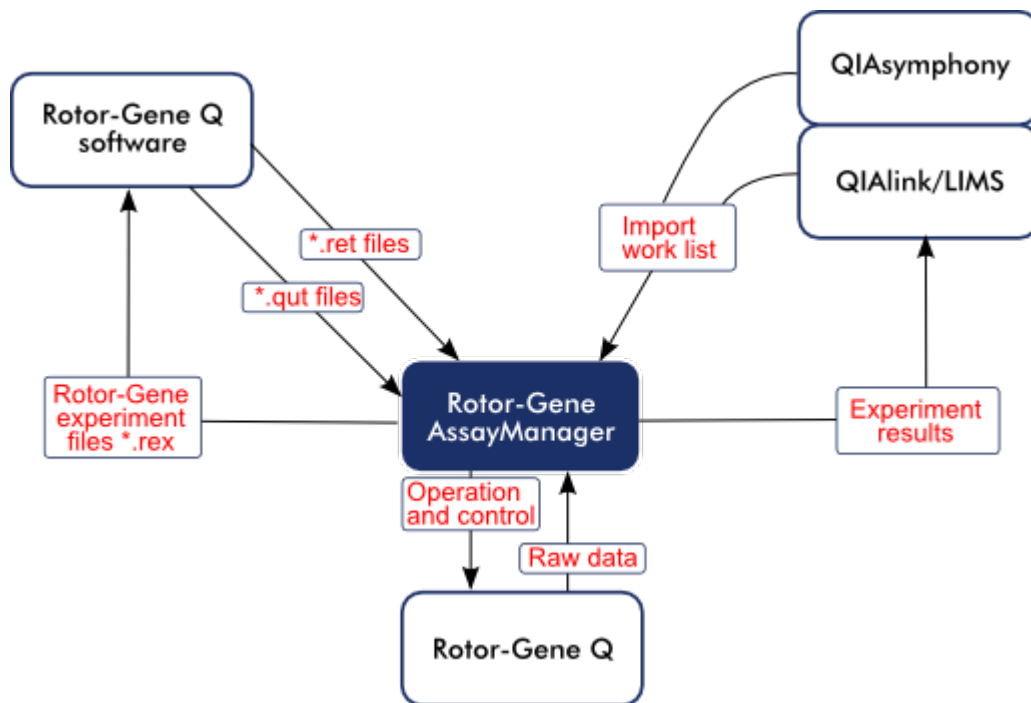 QIAsymphony
Rotor-Gene Q
software
QIAlink/LIMS
Import
work list
*.ret files
*.qut files
Rotor-Gene
experiment
files *.rex
Rotor-Gene
AssayManager
Experiment
results
Operation
and control
Raw data
Rotor-Gene Q